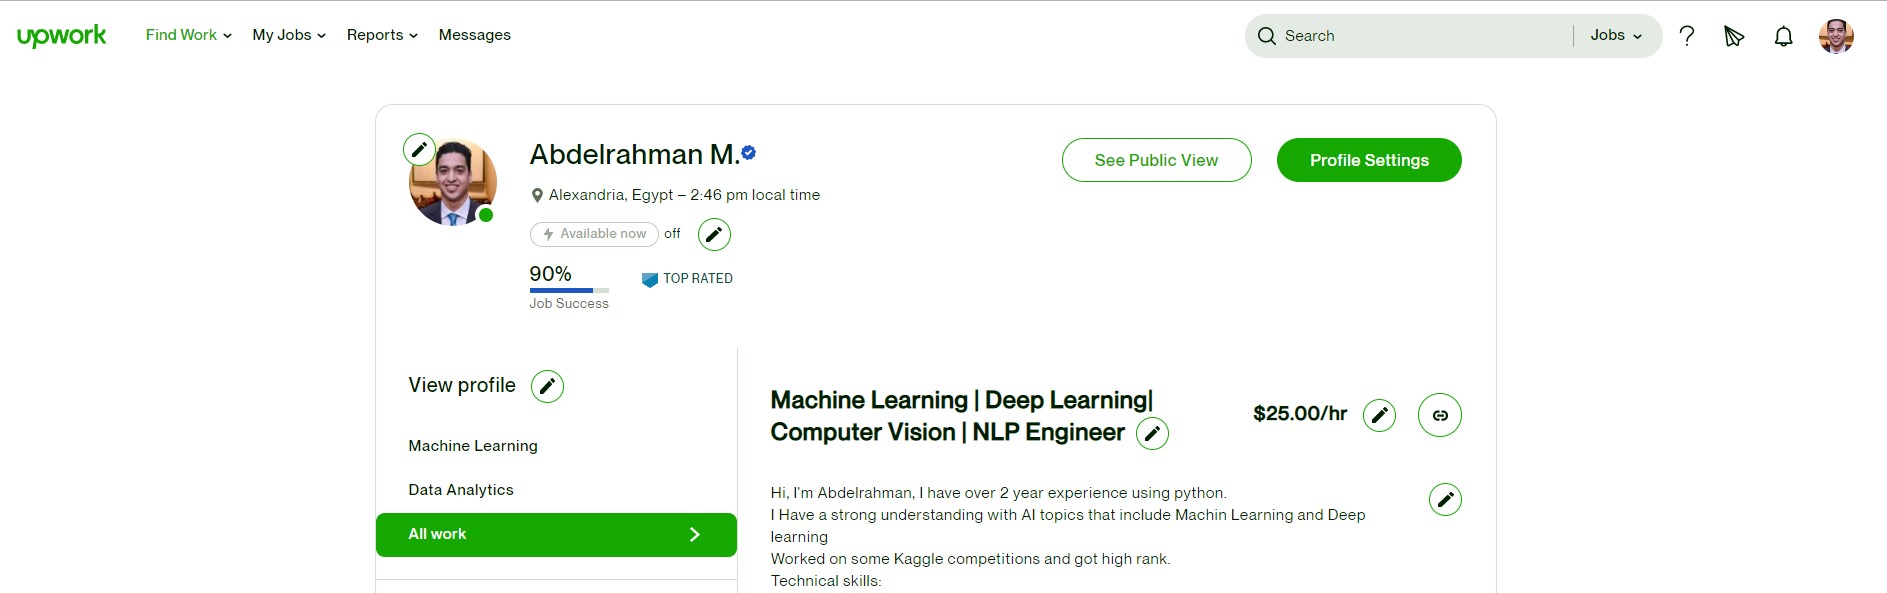 upwork Find Work My Jobs Reports Messages Search Jobs
Abdelrahman M.
See Public View
Profile Settings
Alexandria, Egypt – 2:46 pm local time
Available now off
90%
TOP RATED
Job Success
View profile
Machine Learning
Data Analytics
All work
Machine Learning | Deep Learning|
Computer Vision | NLP Engineer
$25.00/hr
Hi, I'm Abdelrahman, I have over 2 year experience using python.
I Have a strong understanding with AI topics that include Machin Learning and Deep
learning
Worked on some Kaggle competitions and got high rank.
Technical skills: